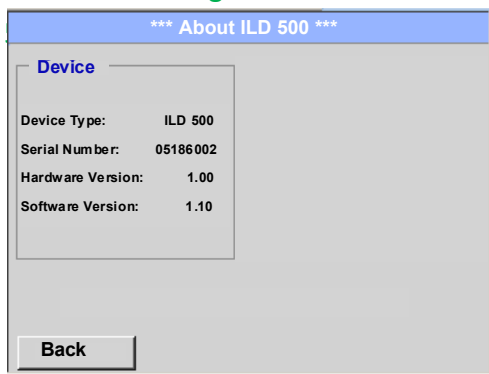 *** About ILD 500 ***
Device
Device Type: ILD 500
Serial Number: 05186002
Hardware Version: 1.00
Software Version: 1.10
Back